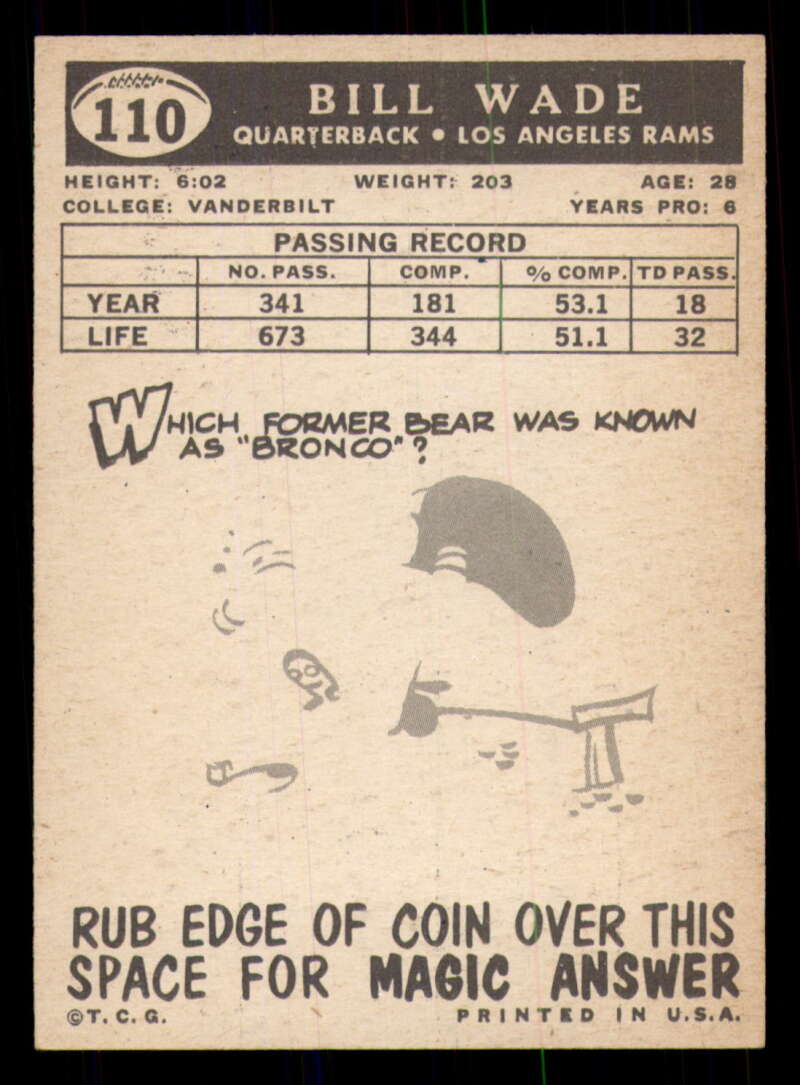 110
BILL WADE
QUARTERBACK • LOS ANGELES RAMS
HEIGHT: 6:02 WEIGHT: 203 AGE: 28
COLLEGE: VANDERBILT YEARS PRO: 6
PASSING RECORD
NO. PASS. COMP. % COMP. TD PASS.
YEAR 341 181 53.1 18
LIFE 673 344 51.1 32
WHICH FORMER BEAR WAS KNOWN
AS "BRONCO"?
RUB EDGE OF COIN OVER THIS
SPACE FOR MAGIC ANSWER
©T. C. G. PRINTED IN U.S.A.